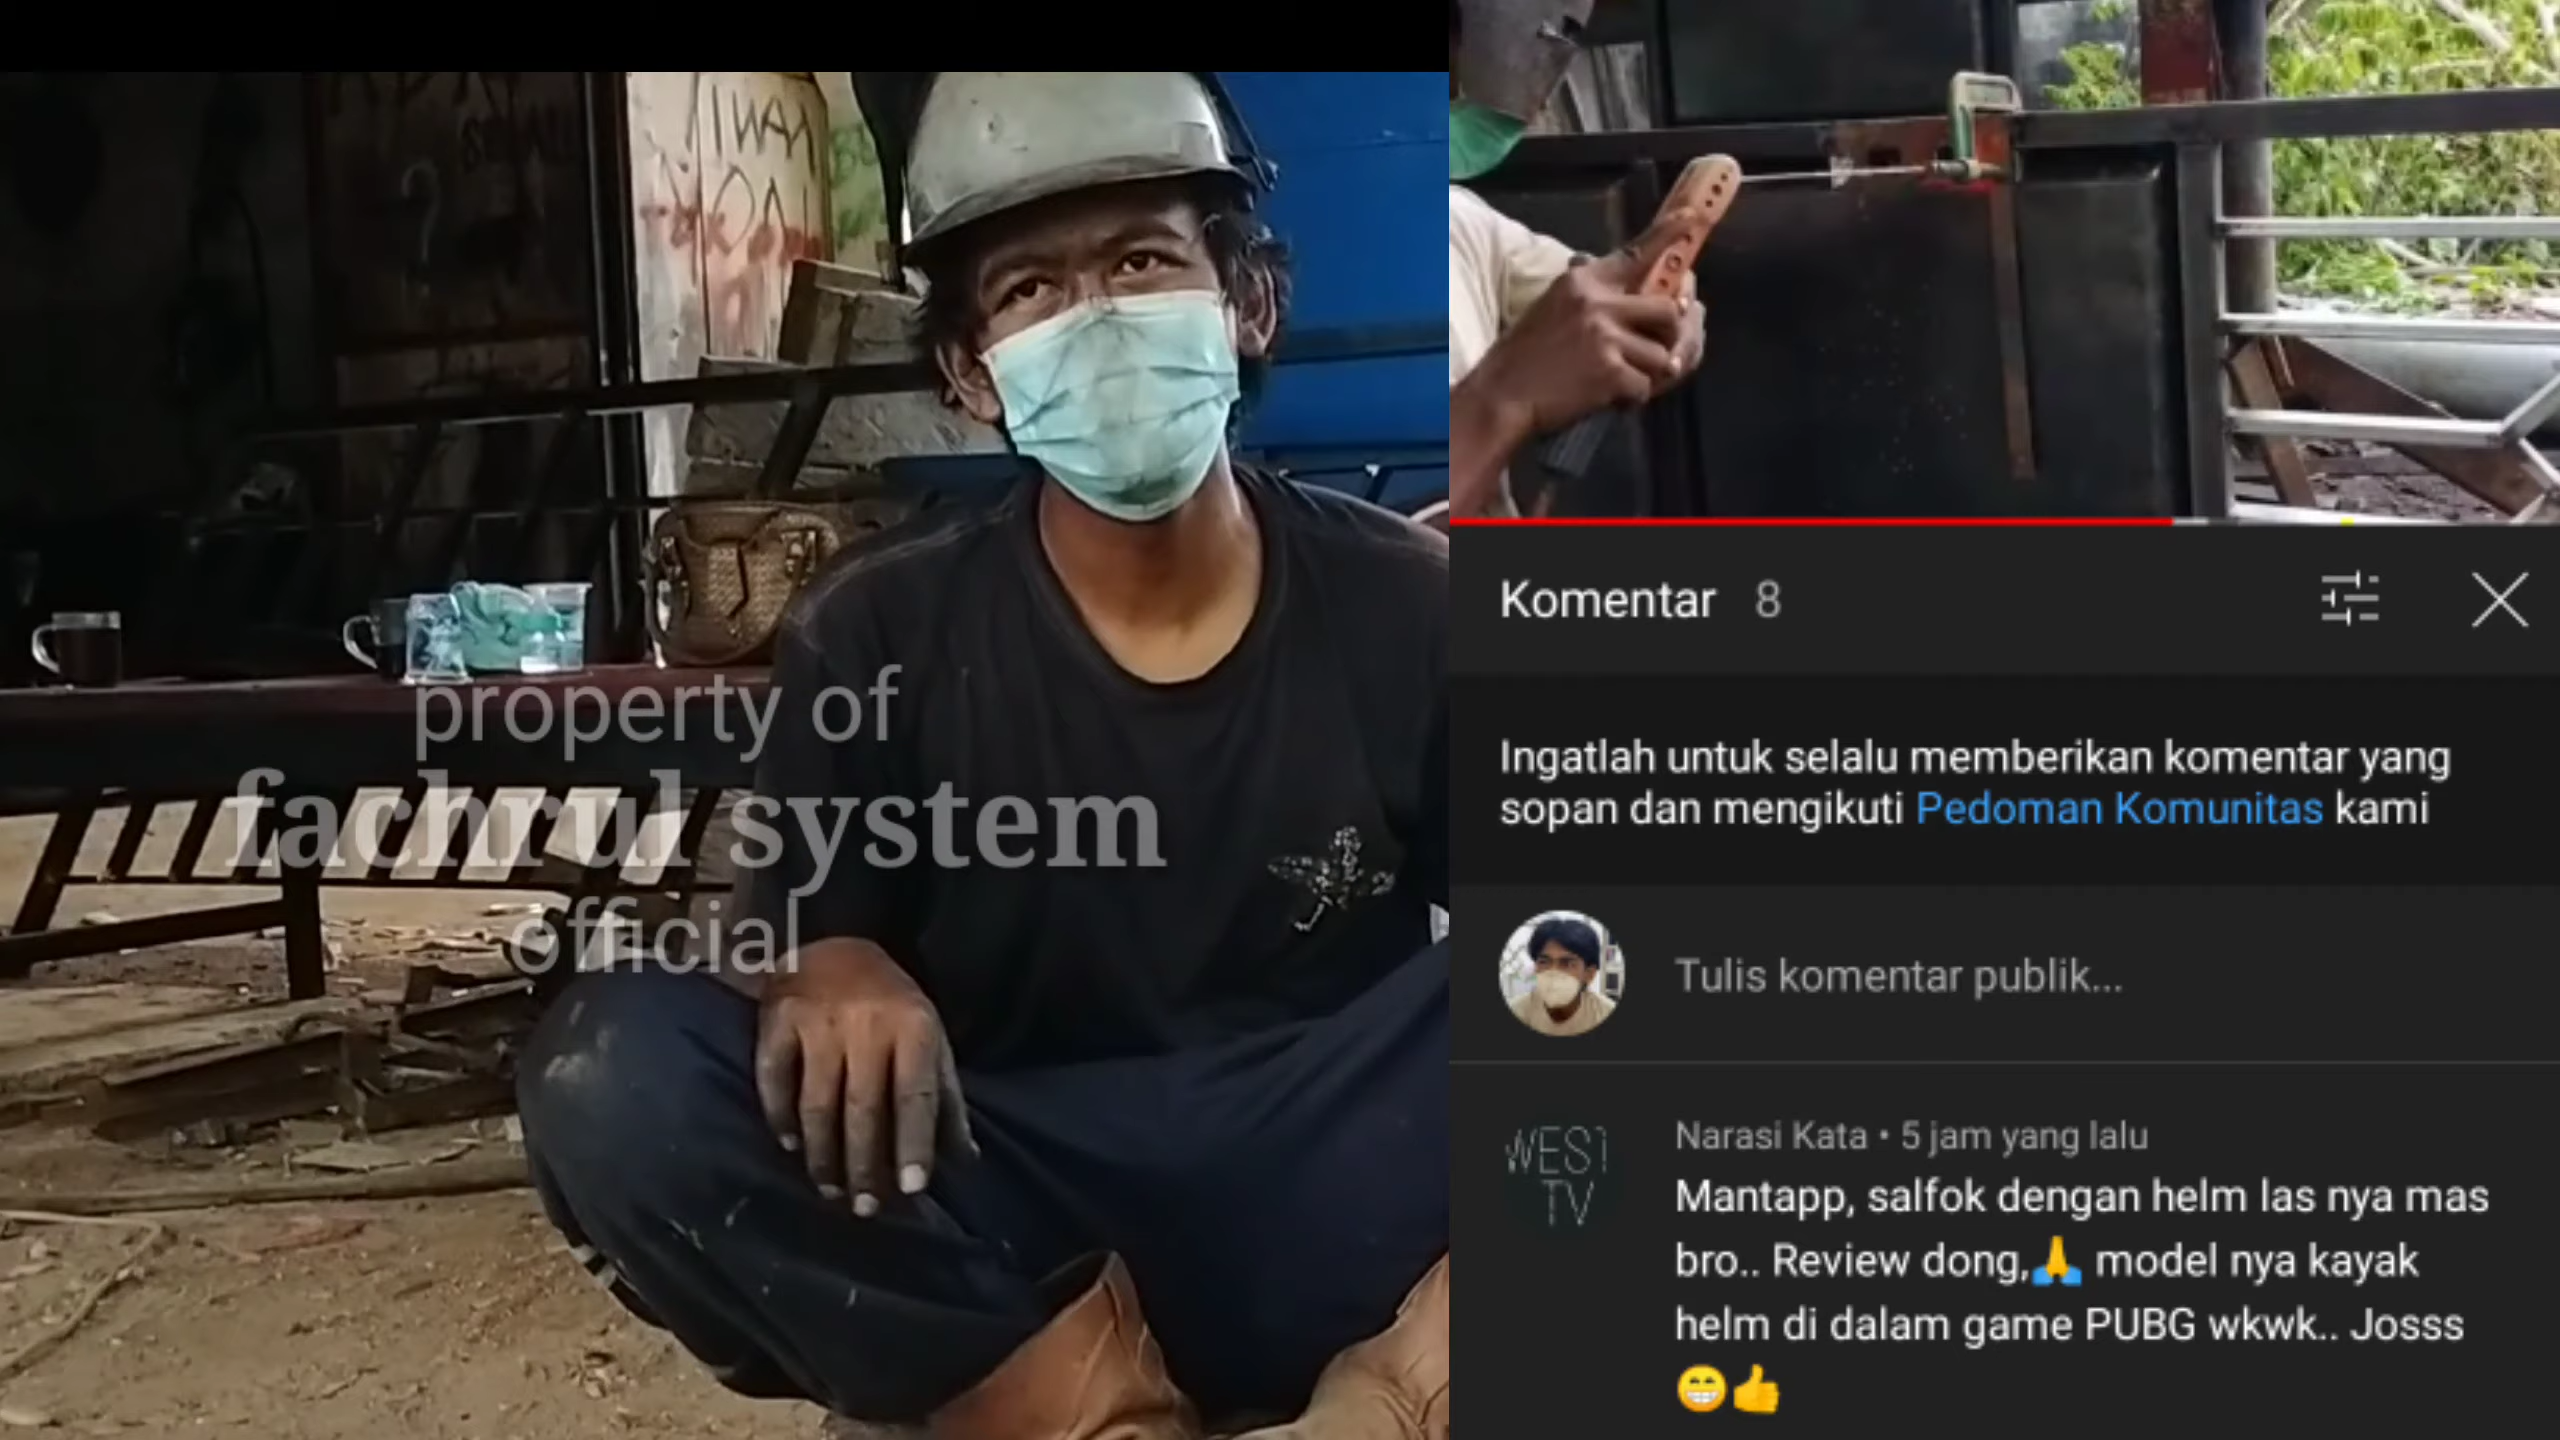 IWAN
property of
fachrul system
official
Komentar 8
Ingatlah untuk selalu memberikan komentar yang
sopan dan mengikuti Pedoman Komunitas kami
Tulis komentar publik...
WEST
TV
Narasi Kata • 5 jam yang lalu
Mantapp, salfok dengan helm las nya mas
bro.. Review dong,🙏 model nya kayak
helm di dalam game PUBG wkwk.. Josss
😁👍